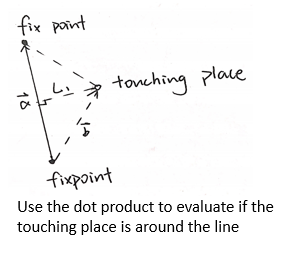 fix point
touching place
L₁
a
b
fixpoint
Use the dot product to evaluate if the
touching place is around the line